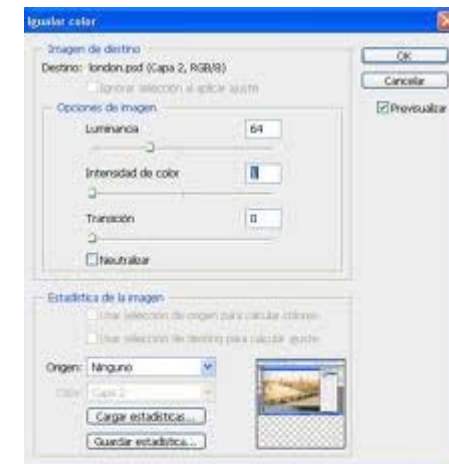 Igualar color
Imagen de destino
Destino: london.psd (Capa 2, RGB/8)
Ignorar selección al aplicar ajuste
OK
Cancelar
Previsualizar
Opciones de imagen
Luminancia 64
Intensidad de color
Transición 0
Neutralizar
Estadística de la imagen
Usar selección de origen para calcular colores
Usar selección de destino para calcular ajuste
Origen: Ninguno
Capa 2
Cargar estadísticas...
Guardar estadística...